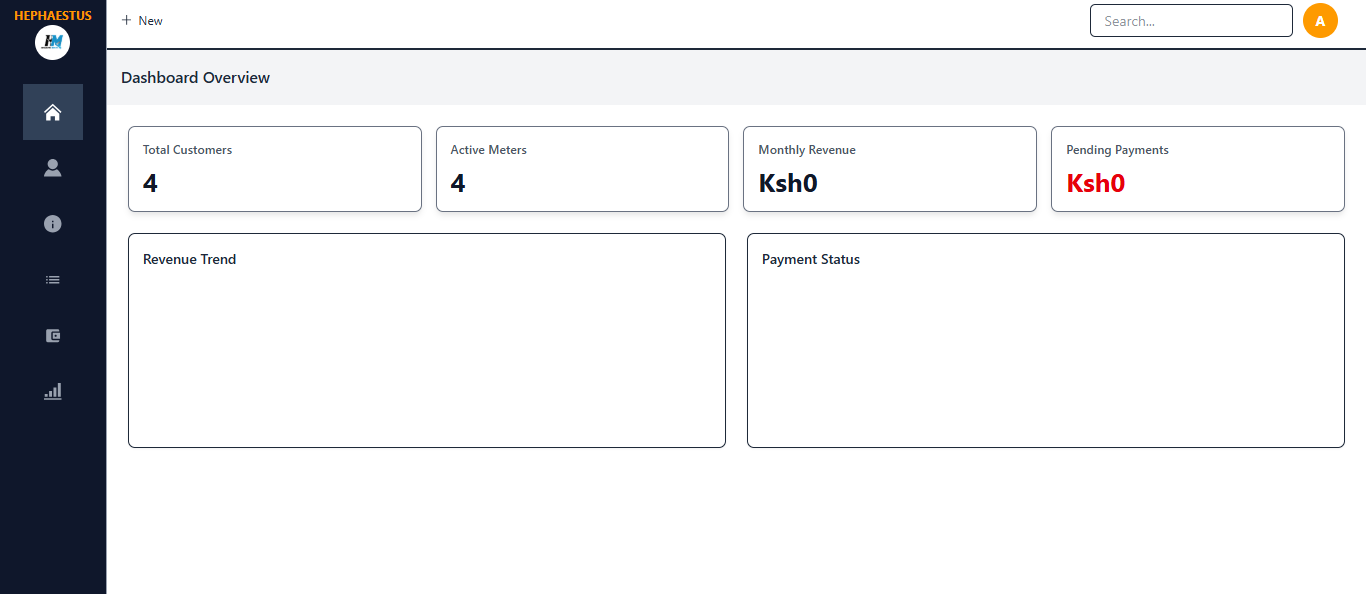 HEPHAESTUS
HM
+ New
Search...
A
Dashboard Overview
Total Customers
4
Active Meters
4
Monthly Revenue
Ksh0
Pending Payments
Ksh0
Revenue Trend
Payment Status